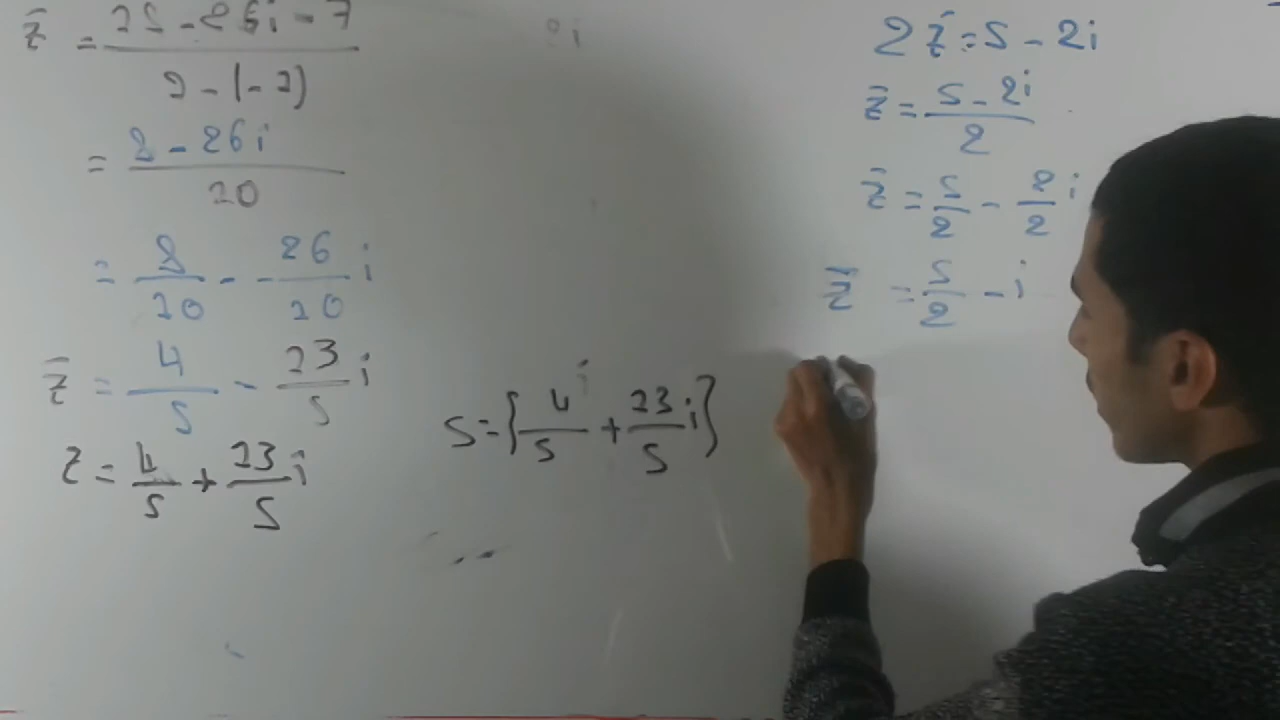 z̄ = (25 - 26i - 7) / (9 - (-2))
= (8 - 26i) / 20
= 8/20 - -26/20 i
z̄ = 4/5 - 23/5 i
z = 4/5 + 23/5 i
S = {4/5 + 23/5 i}
2z̄ = 5 - 2i
z̄ = (5 - 2i) / 2
z̄ = 5/2 - 2/2 i
z̄ = 5/2 - i